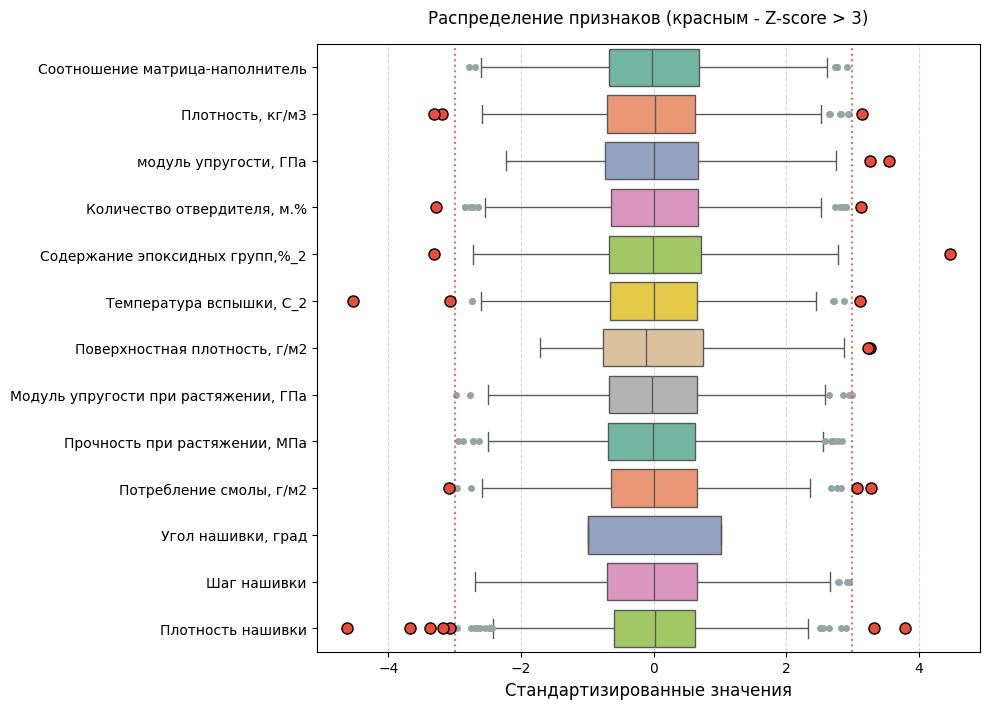 Распределение признаков (красным - Z-score > 3)
Соотношение матрица-наполнитель
Плотность, кг/м3
модуль упругости, ГПа
Количество отвердителя, м.%
Содержание эпоксидных групп,%_2
Температура вспышки, С_2
Поверхностная плотность, г/м2
Модуль упругости при растяжении, ГПа
Прочность при растяжении, МПа
Потребление смолы, г/м2
Угол нашивки, град
Шаг нашивки
Плотность нашивки
−4 −2 0 2 4
Стандартизированные значения